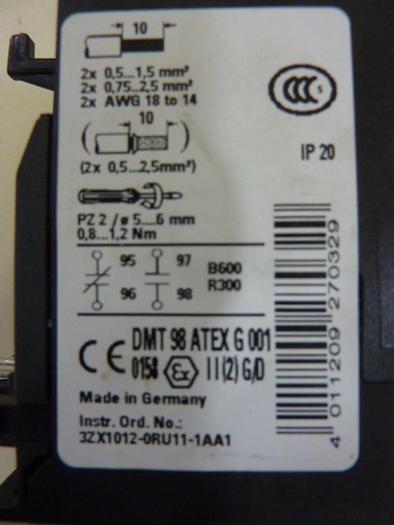 10
2x 0,5...1,5 mm²
2x 0,75...2,5 mm²
2x AWG 18 to 14
10
(2x 0,5...2,5mm²)
PZ 2 / ø 5...6 mm
0,8...1,2 Nm
95 97
96 98
B600
R300
CCC S
IP 20
DMT 98 ATEX G 001
CE 0158 Ex II(2) G/D
Made in Germany
Instr. Ord. No.:
3ZX1012-0RU11-1AA1
4 011209 270329